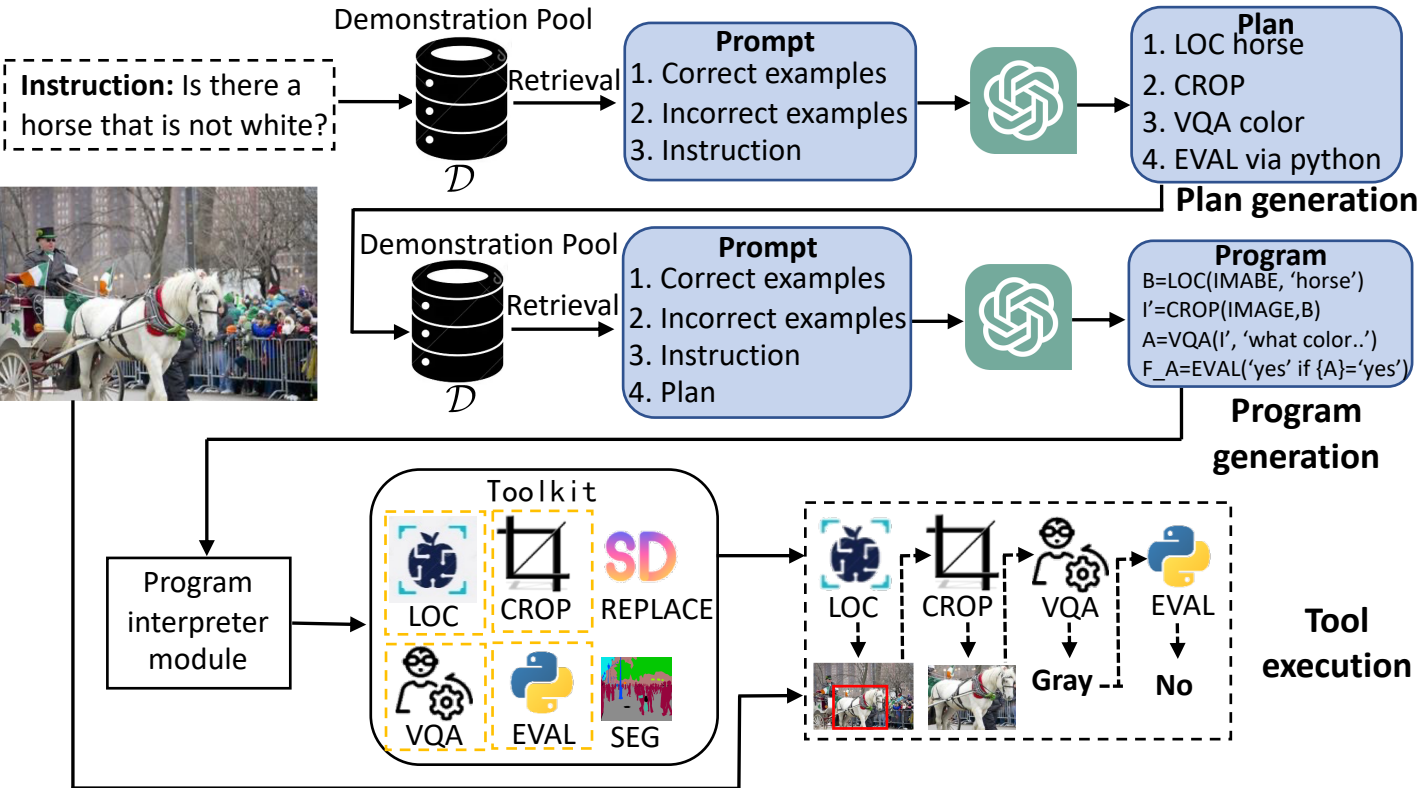 Demonstration Pool
Instruction: Is there a
horse that is not white?
Retrieval
D
Prompt
1. Correct examples
2. Incorrect examples
3. Instruction
Plan
1. LOC horse
2. CROP
3. VQA color
4. EVAL via python
Plan generation
Demonstration Pool
Retrieval
D
Prompt
1. Correct examples
2. Incorrect examples
3. Instruction
4. Plan
Program
B=LOC(IMABE, ‘horse’)
I’=CROP(IMAGE,B)
A=VQA(I’, ‘what color..’)
F_A=EVAL(‘yes’ if {A}=‘yes’)
Program
generation
Program
interpreter
module
Toolkit
LOC
CROP
SD
REPLACE
VQA
EVAL
SEG
LOC
CROP
VQA
EVAL
Gray
No
Tool
execution